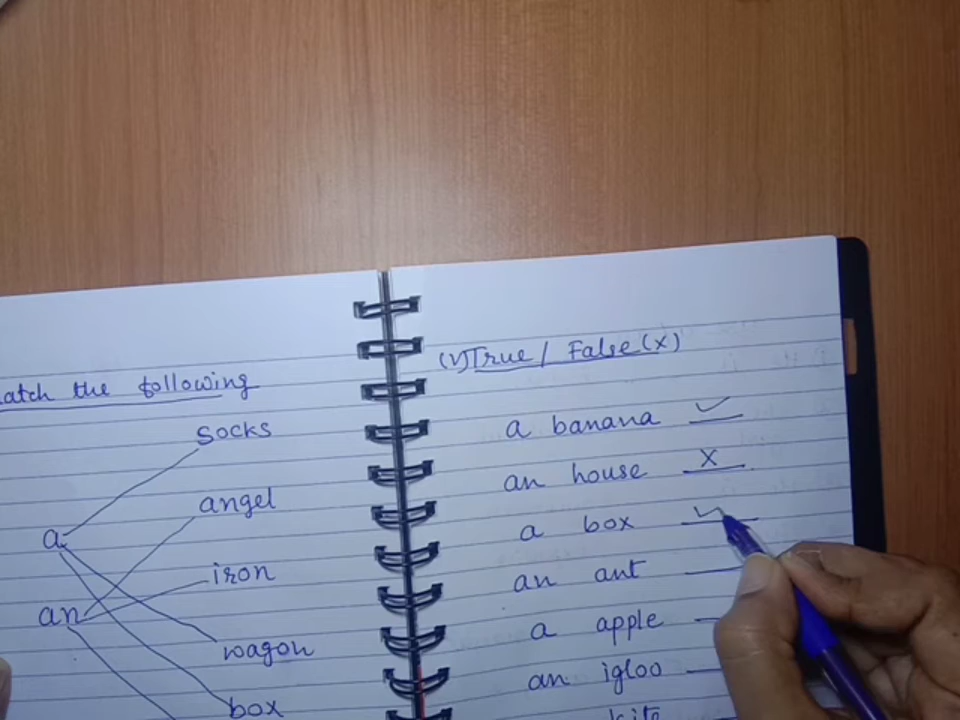 atch the following
socks
angel
a
iron
an
wagon
box
(✓)True / False(x)
a banana ✓
an house x
a box ✓
an ant
a apple
an igloo
kite